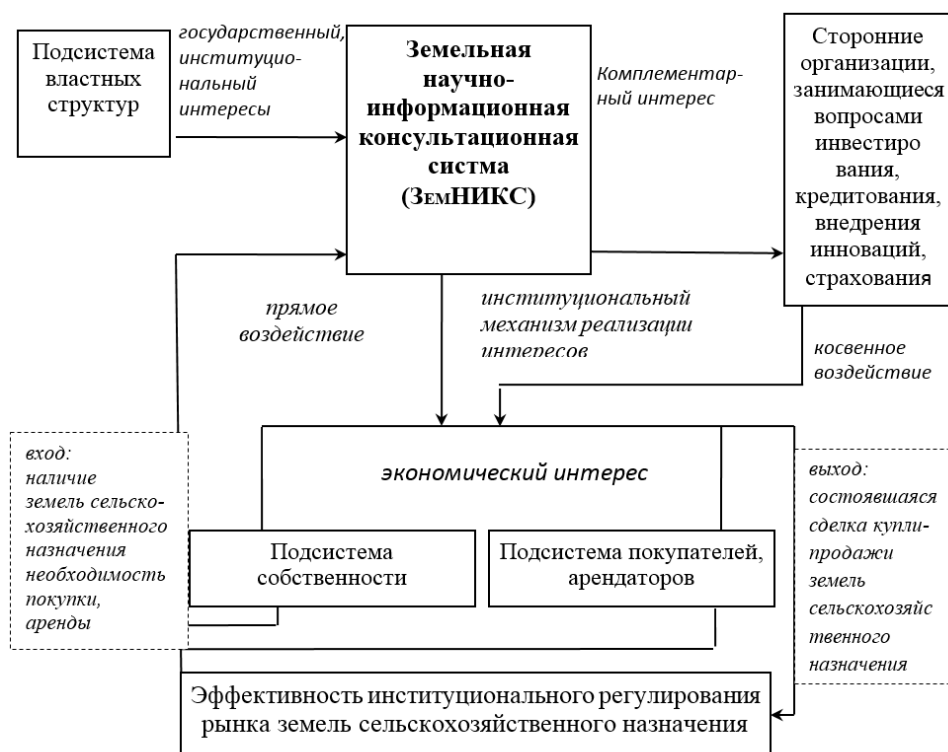 Подсистема
властных
структур
государственный,
институцио-
нальный
интересы
Земельная
научно-
информационная
консультационная
систма
(ЗемНИКС)
Комплементар-
ный интерес
Сторонние
организации,
занимающиеся
вопросами
инвестиро
вания,
кредитования,
внедрения
инноваций,
страхования
прямое
воздействие
институциональный
механизм реализации
интересов
косвенное
воздействие
вход:
наличие
земель сельско-
хозяйственного
назначения
необходимость
покупки,
аренды
экономический интерес
Подсистема
собственности
Подсистема покупателей,
арендаторов
выход:
состоявшаяся
сделка купли-
продажи
земель
сельскохозяйс
твенного
назначения
Эффективность институционального регулирования
рынка земель сельскохозяйственного назначения